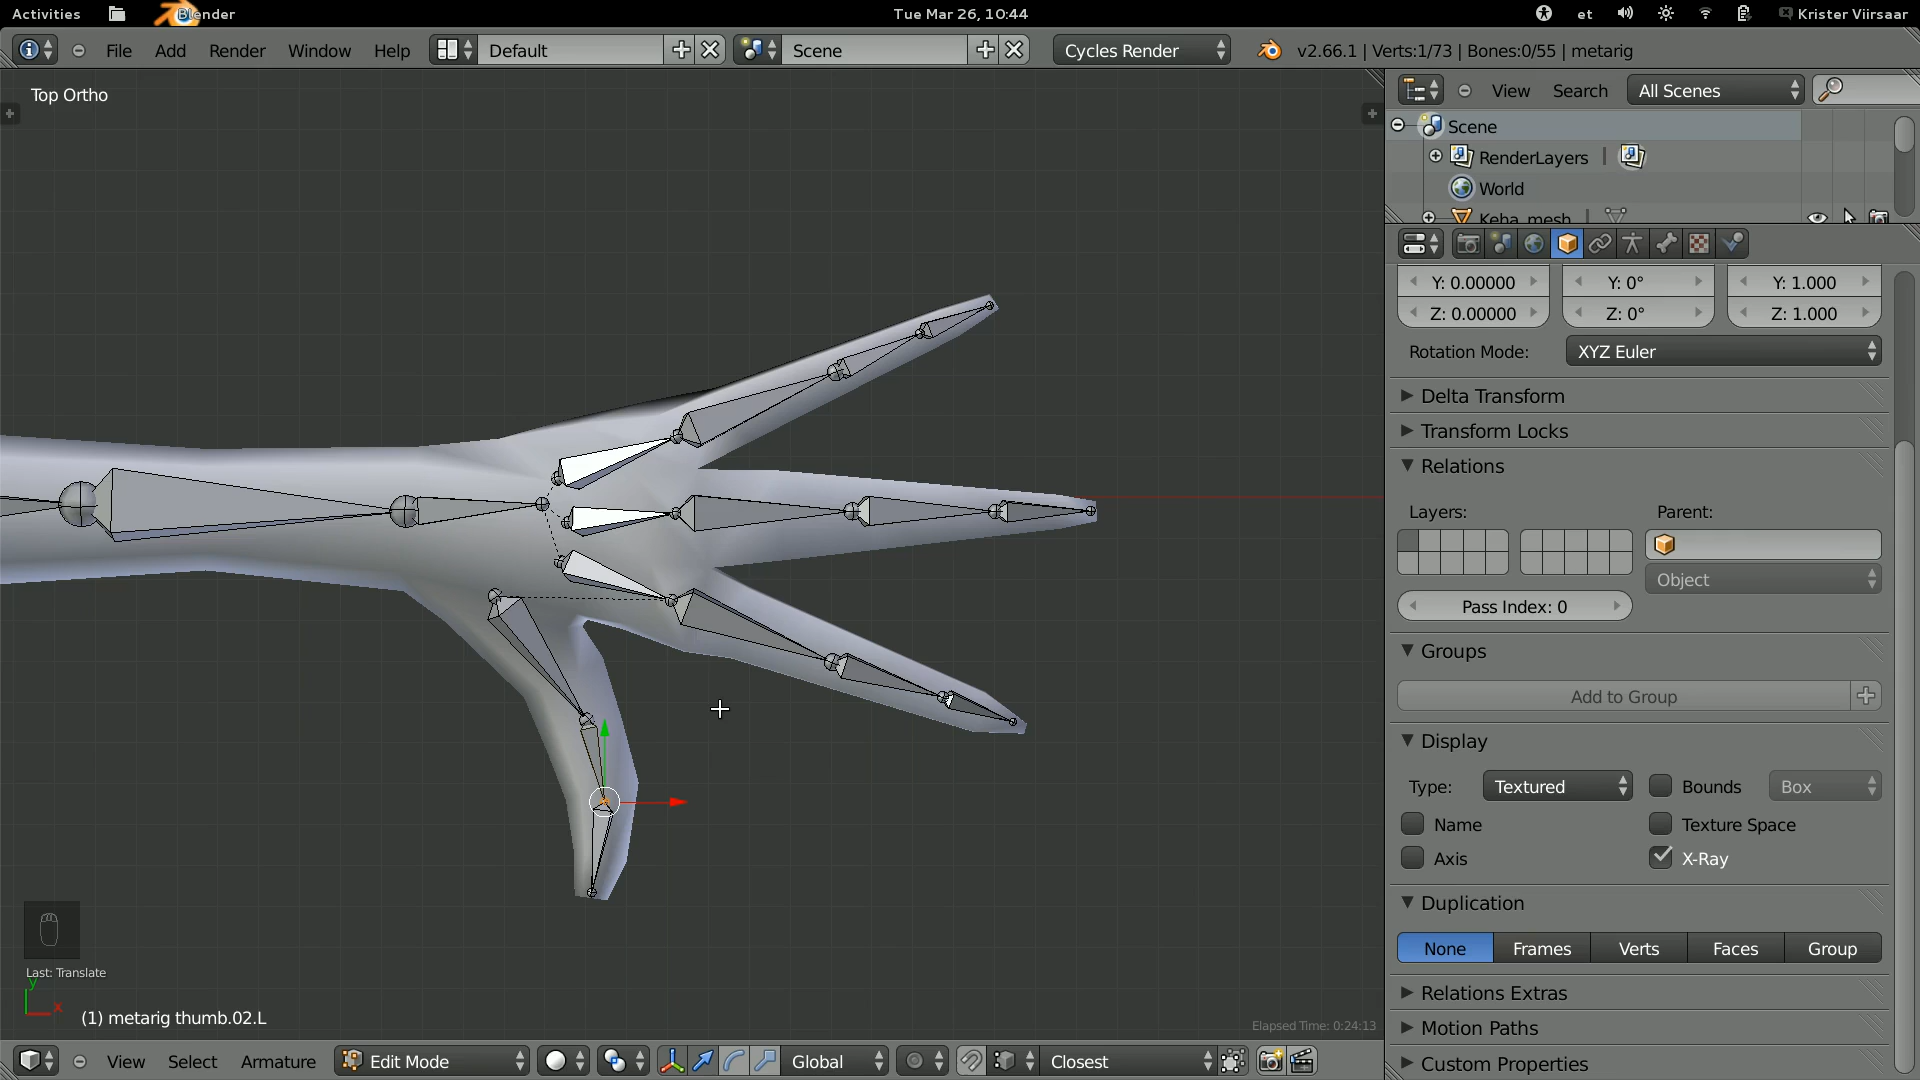 Activities Blender Tue Mar 26, 10:44 et Krister Viirsaar
File Add Render Window Help Default Scene Cycles Render v2.66.1 | Verts:1/73 | Bones:0/55 | metarig
Top Ortho
View Search All Scenes
Scene
RenderLayers
World
Keha_mesh
Y: 0.00000 Y: 0° Y: 1.000
Z: 0.00000 Z: 0° Z: 1.000
Rotation Mode: XYZ Euler
Delta Transform
Transform Locks
Relations
Layers: Parent:
Object
Pass Index: 0
Groups
Add to Group
Display
Type: Textured Bounds Box
Name Texture Space
Axis X-Ray
Duplication
None Frames Verts Faces Group
Relations Extras
Motion Paths
Custom Properties
Last: Translate
y
x
(1) metarig thumb.02.L
Elapsed Time: 0:24:13
View Select Armature Edit Mode Global Closest